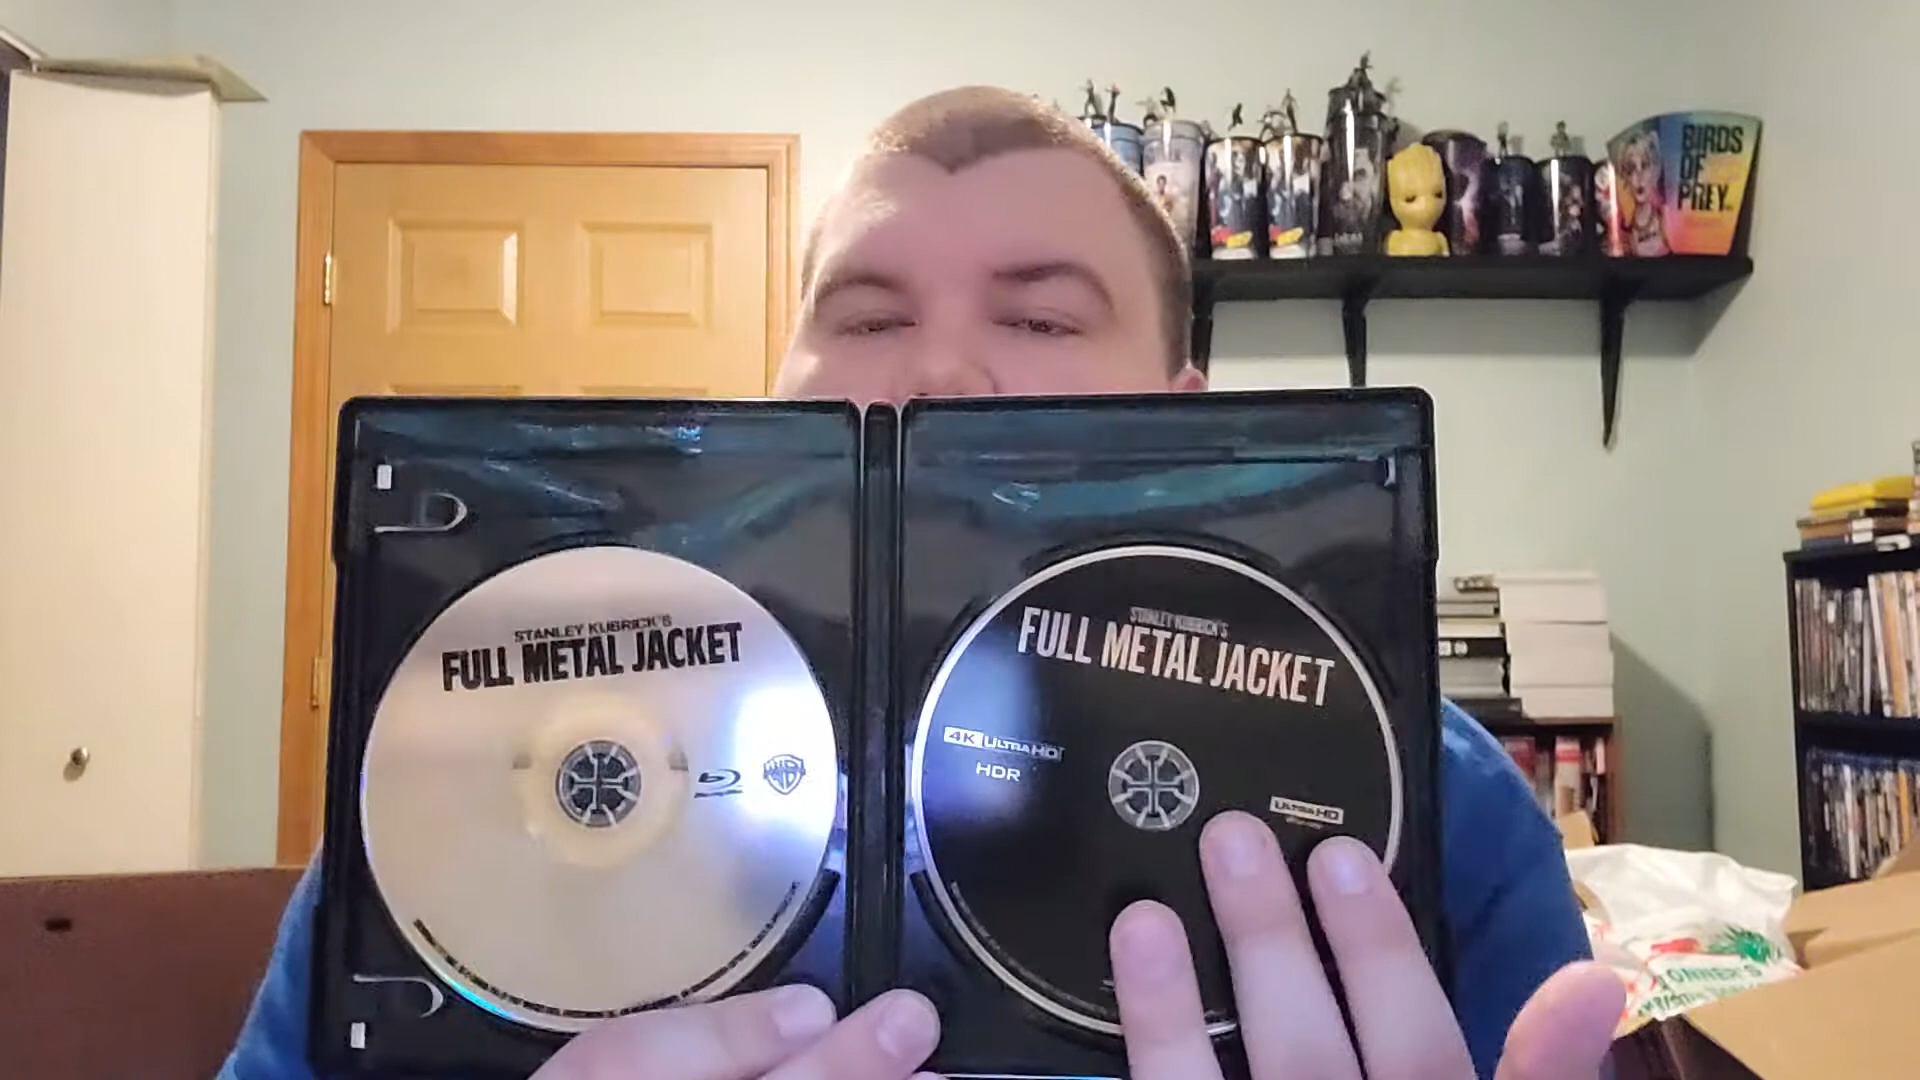 BIRDS
OF
PREY
STANLEY KUBRICK'S
FULL METAL JACKET
WB
STANLEY KUBRICK'S
FULL METAL JACKET
4K ULTRA HD
HDR
ULTRA HD